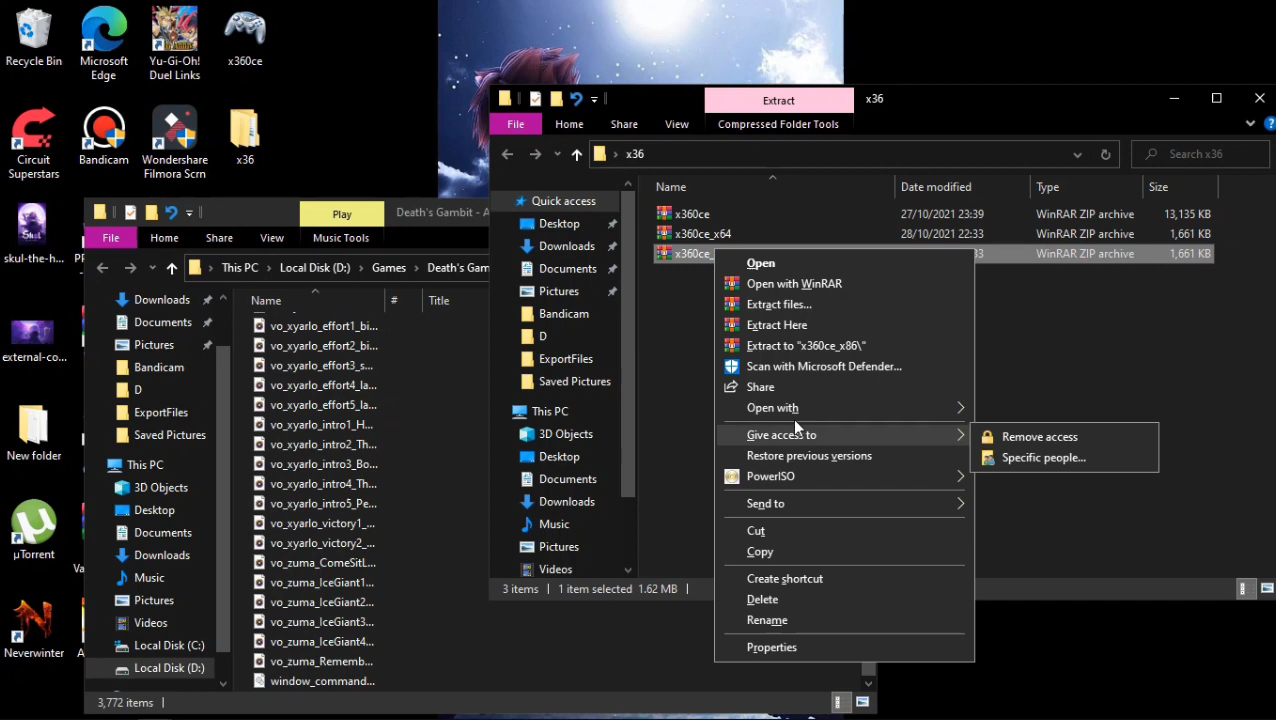 Recycle Bin
Microsoft
Edge
Yu-Gi-Oh!
Duel Links
x360ce
Circuit
Superstars
Bandicam
Wondershare
Filmora Scrn
x36
skul-the-h...
external-co...
New folder
µTorrent
Neverwinter
Play
Death's Gambit - A
File
Home
Share
View
Music Tools
This PC
Local Disk (D:)
Games
Death's Gam
Name
#
Title
Downloads
Documents
Pictures
Bandicam
D
ExportFiles
Saved Pictures
This PC
3D Objects
Desktop
Documents
Downloads
Music
Pictures
Videos
Local Disk (C:)
Local Disk (D:)
vo_xyarlo_effort1_bi...
vo_xyarlo_effort2_bi...
vo_xyarlo_effort3_s...
vo_xyarlo_effort4_la...
vo_xyarlo_effort5_la...
vo_xyarlo_intro1_H...
vo_xyarlo_intro2_Th...
vo_xyarlo_intro3_Bo...
vo_xyarlo_intro4_Th...
vo_xyarlo_intro5_Pe...
vo_xyarlo_victory1_...
vo_xyarlo_victory2_...
vo_zuma_ComeSitL...
vo_zuma_IceGiant1...
vo_zuma_IceGiant2...
vo_zuma_IceGiant3...
vo_zuma_IceGiant4...
vo_zuma_Rememb...
window_command...
3,772 items
Extract
x36
File
Home
Share
View
Compressed Folder Tools
x36
Search x36
Name
Date modified
Type
Size
Quick access
Desktop
Downloads
Documents
Pictures
Bandicam
D
ExportFiles
Saved Pictures
This PC
3D Objects
Desktop
Documents
Downloads
Music
Pictures
Videos
x360ce 27/10/2021 23:39 WinRAR ZIP archive 13,135 KB
x360ce_x64 28/10/2021 22:33 WinRAR ZIP archive 1,661 KB
x360ce_ 33 WinRAR ZIP archive 1,661 KB
3 items
1 item selected 1.62 MB
Open
Open with WinRAR
Extract files...
Extract Here
Extract to "x360ce_x86\"
Scan with Microsoft Defender...
Share
Open with
Give access to
Restore previous versions
PowerISO
Send to
Cut
Copy
Create shortcut
Delete
Rename
Properties
Remove access
Specific people...